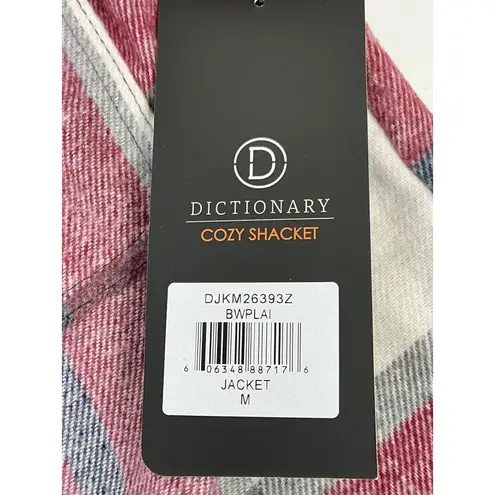 D
DICTIONARY
COZY SHACKET
DJKM26393Z
BWPLAI
6 06348 88717 6
JACKET
M